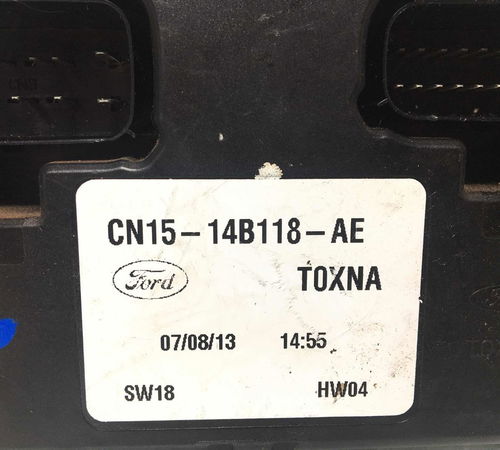 CN15-14B118-AE
Ford TOXNA
07/08/13 14:55
SW18 HW04